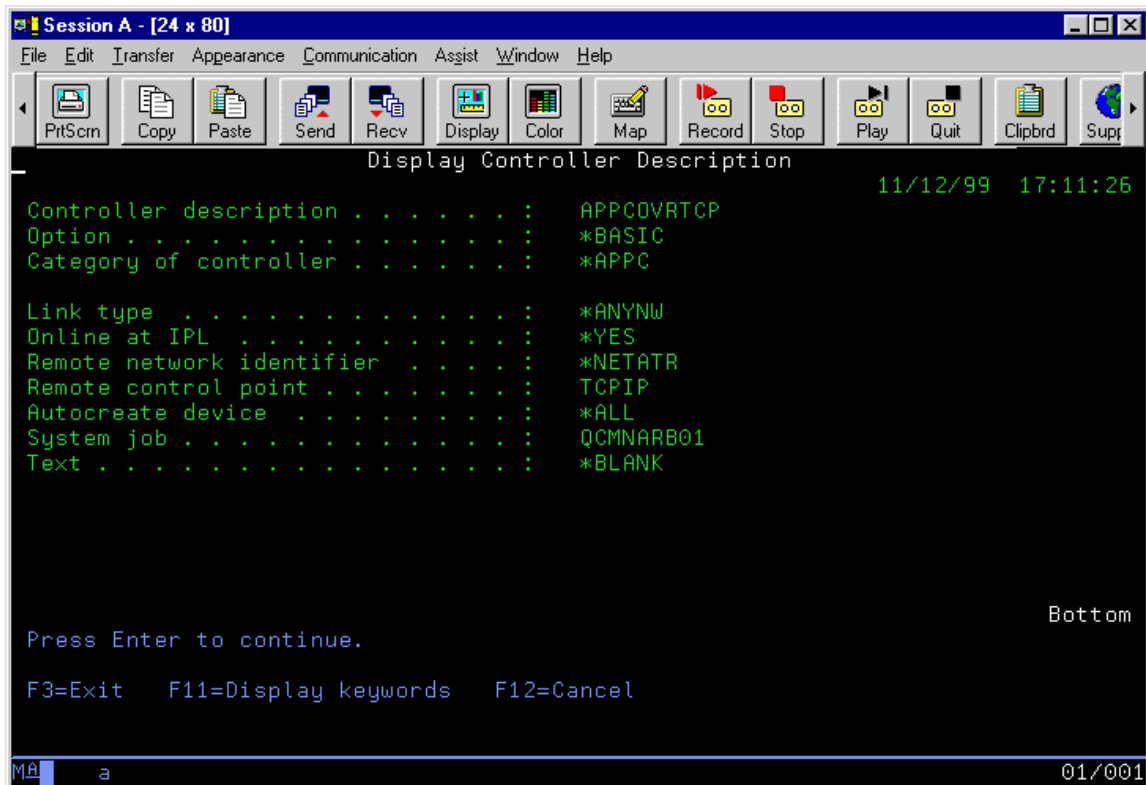 Session A - [24 x 80]
File Edit Transfer Appearance Communication Assist Window Help
PrtScrn Copy Paste Send Recv Display Color Map Record Stop Play Quit Clipbrd Supp
Display Controller Description
11/12/99 17:11:26
Controller description . . . . . . : APPCOVRTCP
Option . . . . . . . . . . . . . . : *BASIC
Category of controller . . . . . . : *APPC
Link type . . . . . . . . . . . . : *ANYNW
Online at IPL . . . . . . . . . . : *YES
Remote network identifier . . . . : *NETATR
Remote control point . . . . . . . : TCPIP
Autocreate device . . . . . . . . : *ALL
System job . . . . . . . . . . . . : QCMNARB01
Text . . . . . . . . . . . . . . . : *BLANK
Bottom
Press Enter to continue.
F3=Exit F11=Display keywords F12=Cancel
MA a 01/001